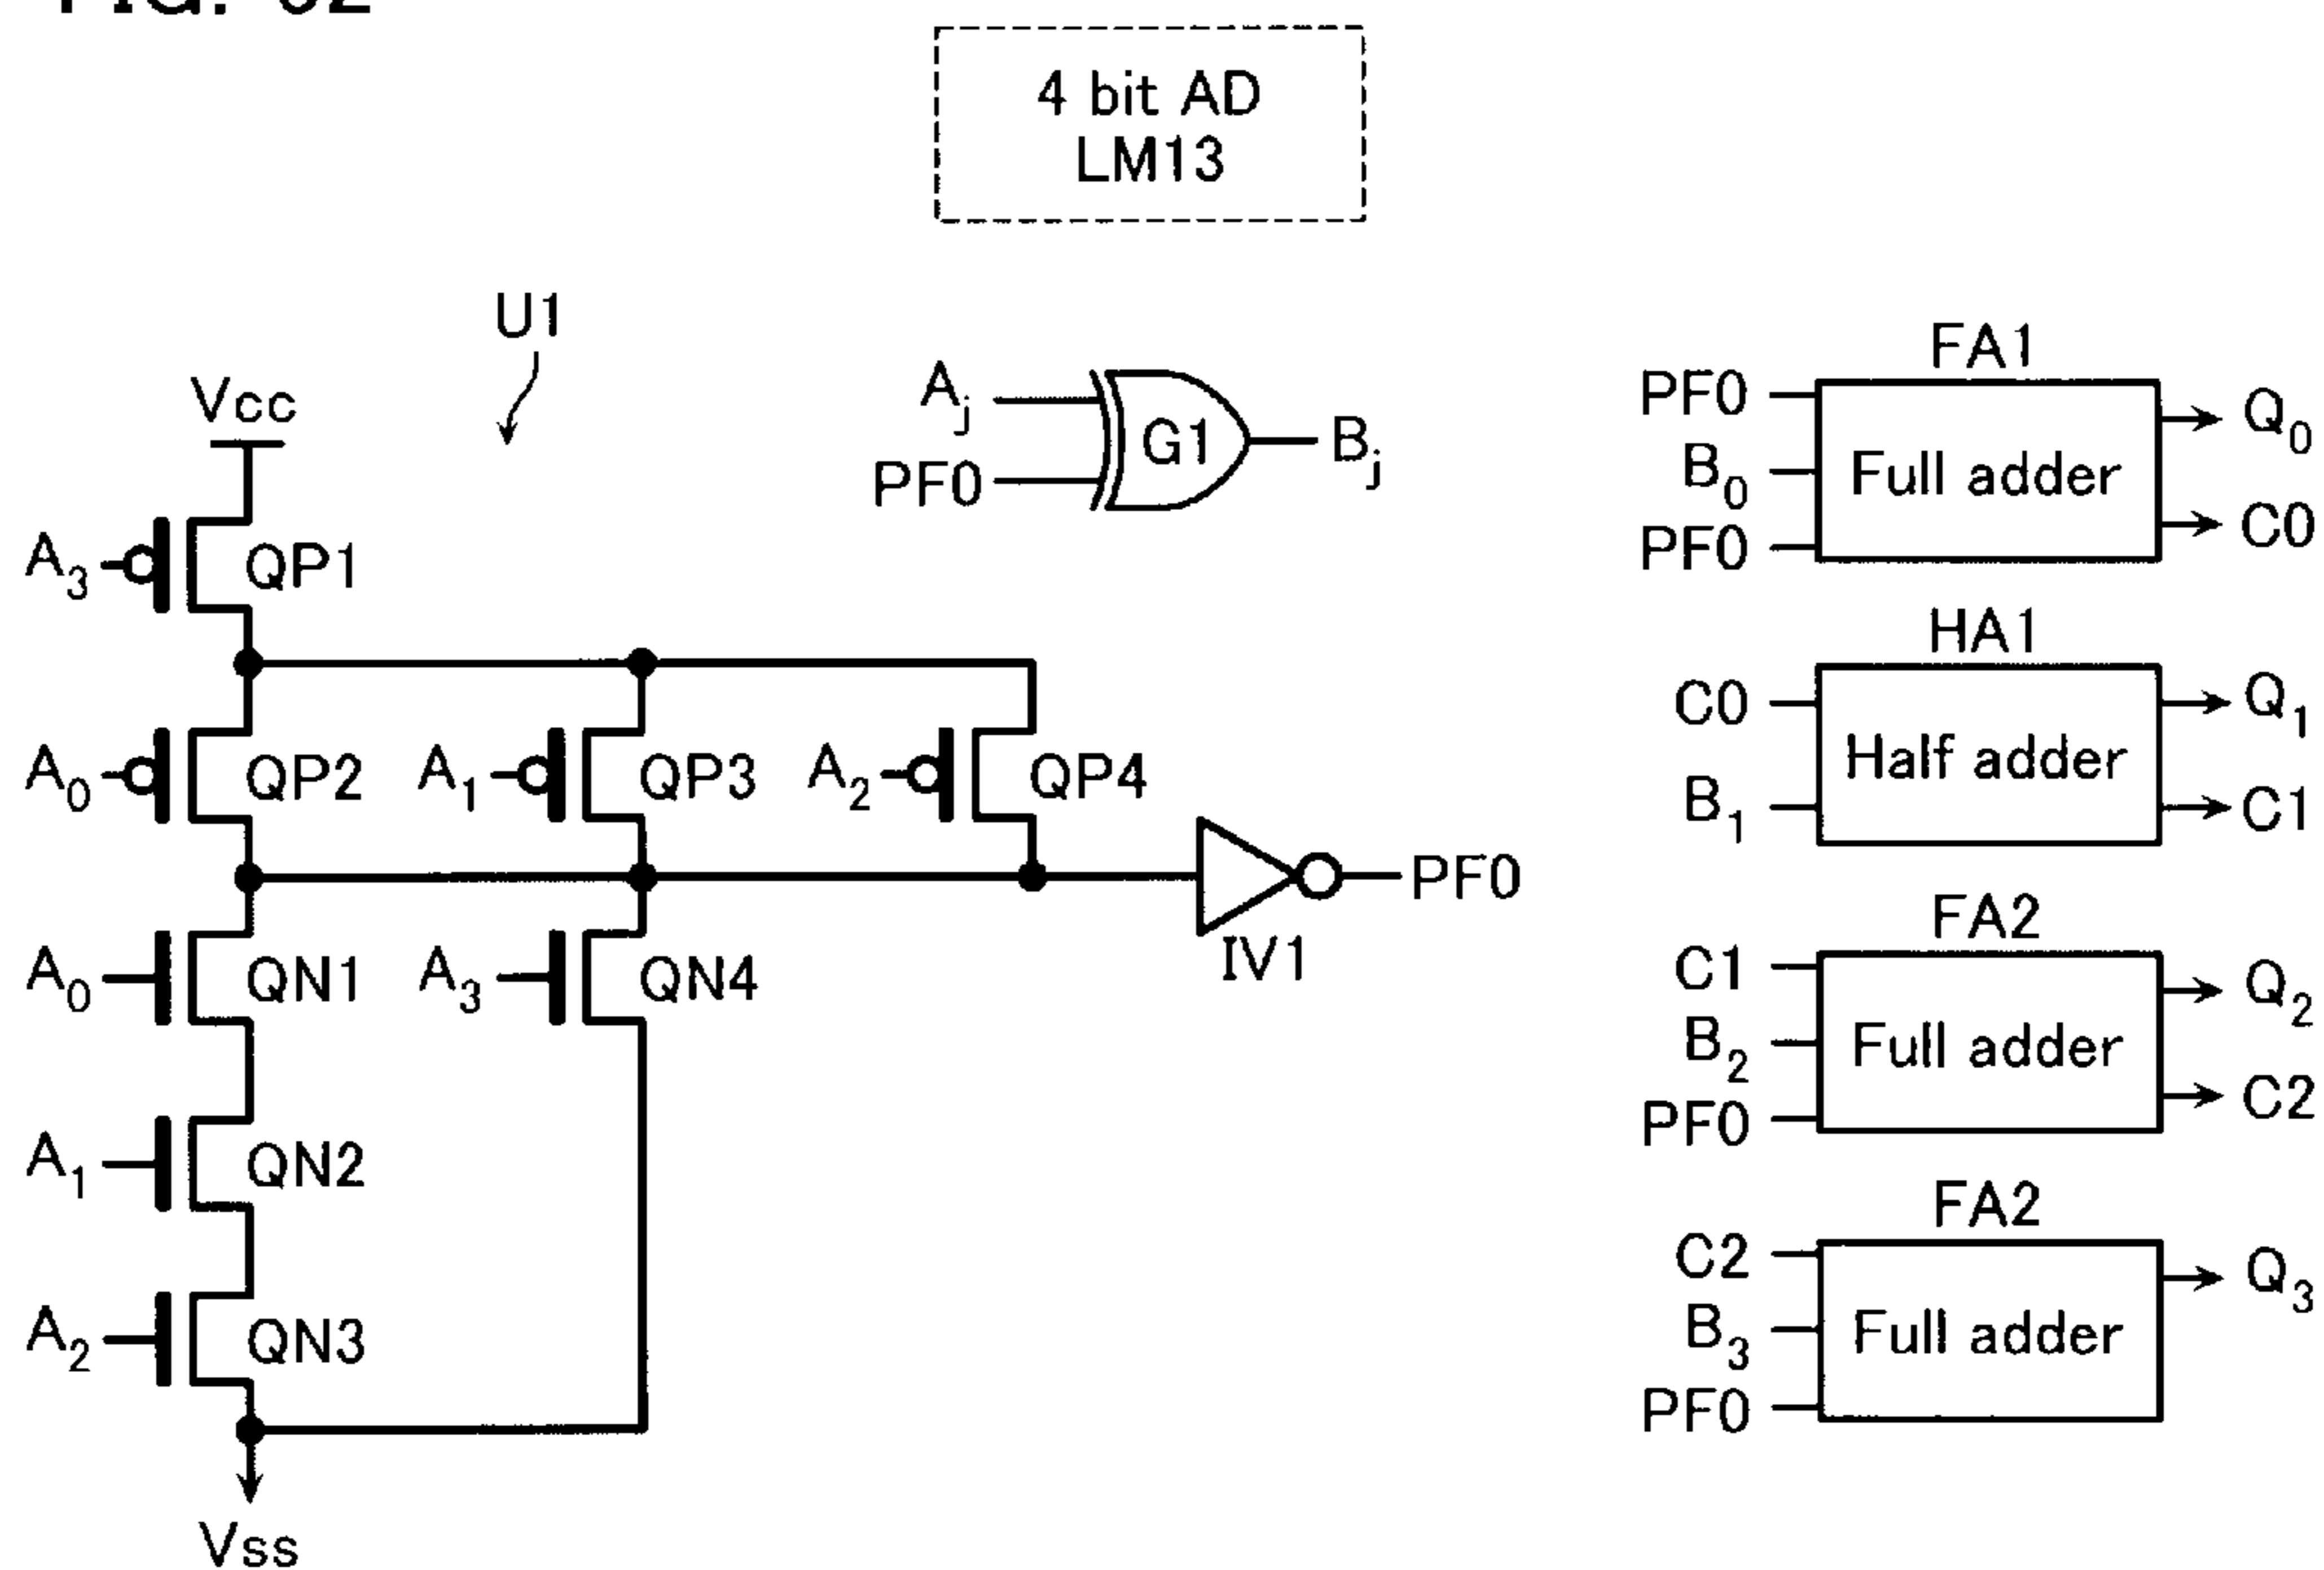 4 bit AD
LM13
U1
Vcc
A3
QP1
A0
QP2
A1
QP3
A2
QP4
A0
QN1
A3
QN4
IV1
PF0
A1
QN2
A2
QN3
Vss
Aj
PF0
G1
Bj
FA1
PF0
B0
PF0
Full adder
Q0
C0
HA1
C0
B1
Half adder
Q1
C1
FA2
C1
B2
PF0
Full adder
Q2
C2
FA2
C2
B3
PF0
Full adder
Q3